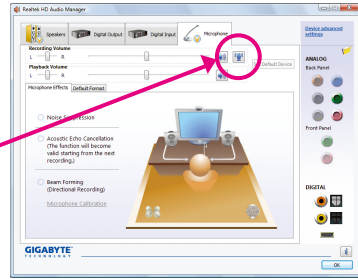 Realtek HD Audio Manager
Speakers
Digital Output
Digital Input
Microphone
Device advanced
settings
Recording Volume
L
R
Default Device
Playback Volume
L
R
Microphone Effects
Default Format
ANALOG
Back Panel
Noise Suppression
Acoustic Echo Cancellation
(The function will become
valid starting from the next
recording.)
Front Panel
Beam Forming
(Directional Recording)
Microphone Calibration
DIGITAL
GIGABYTE
TECHNOLOGY
i
OK